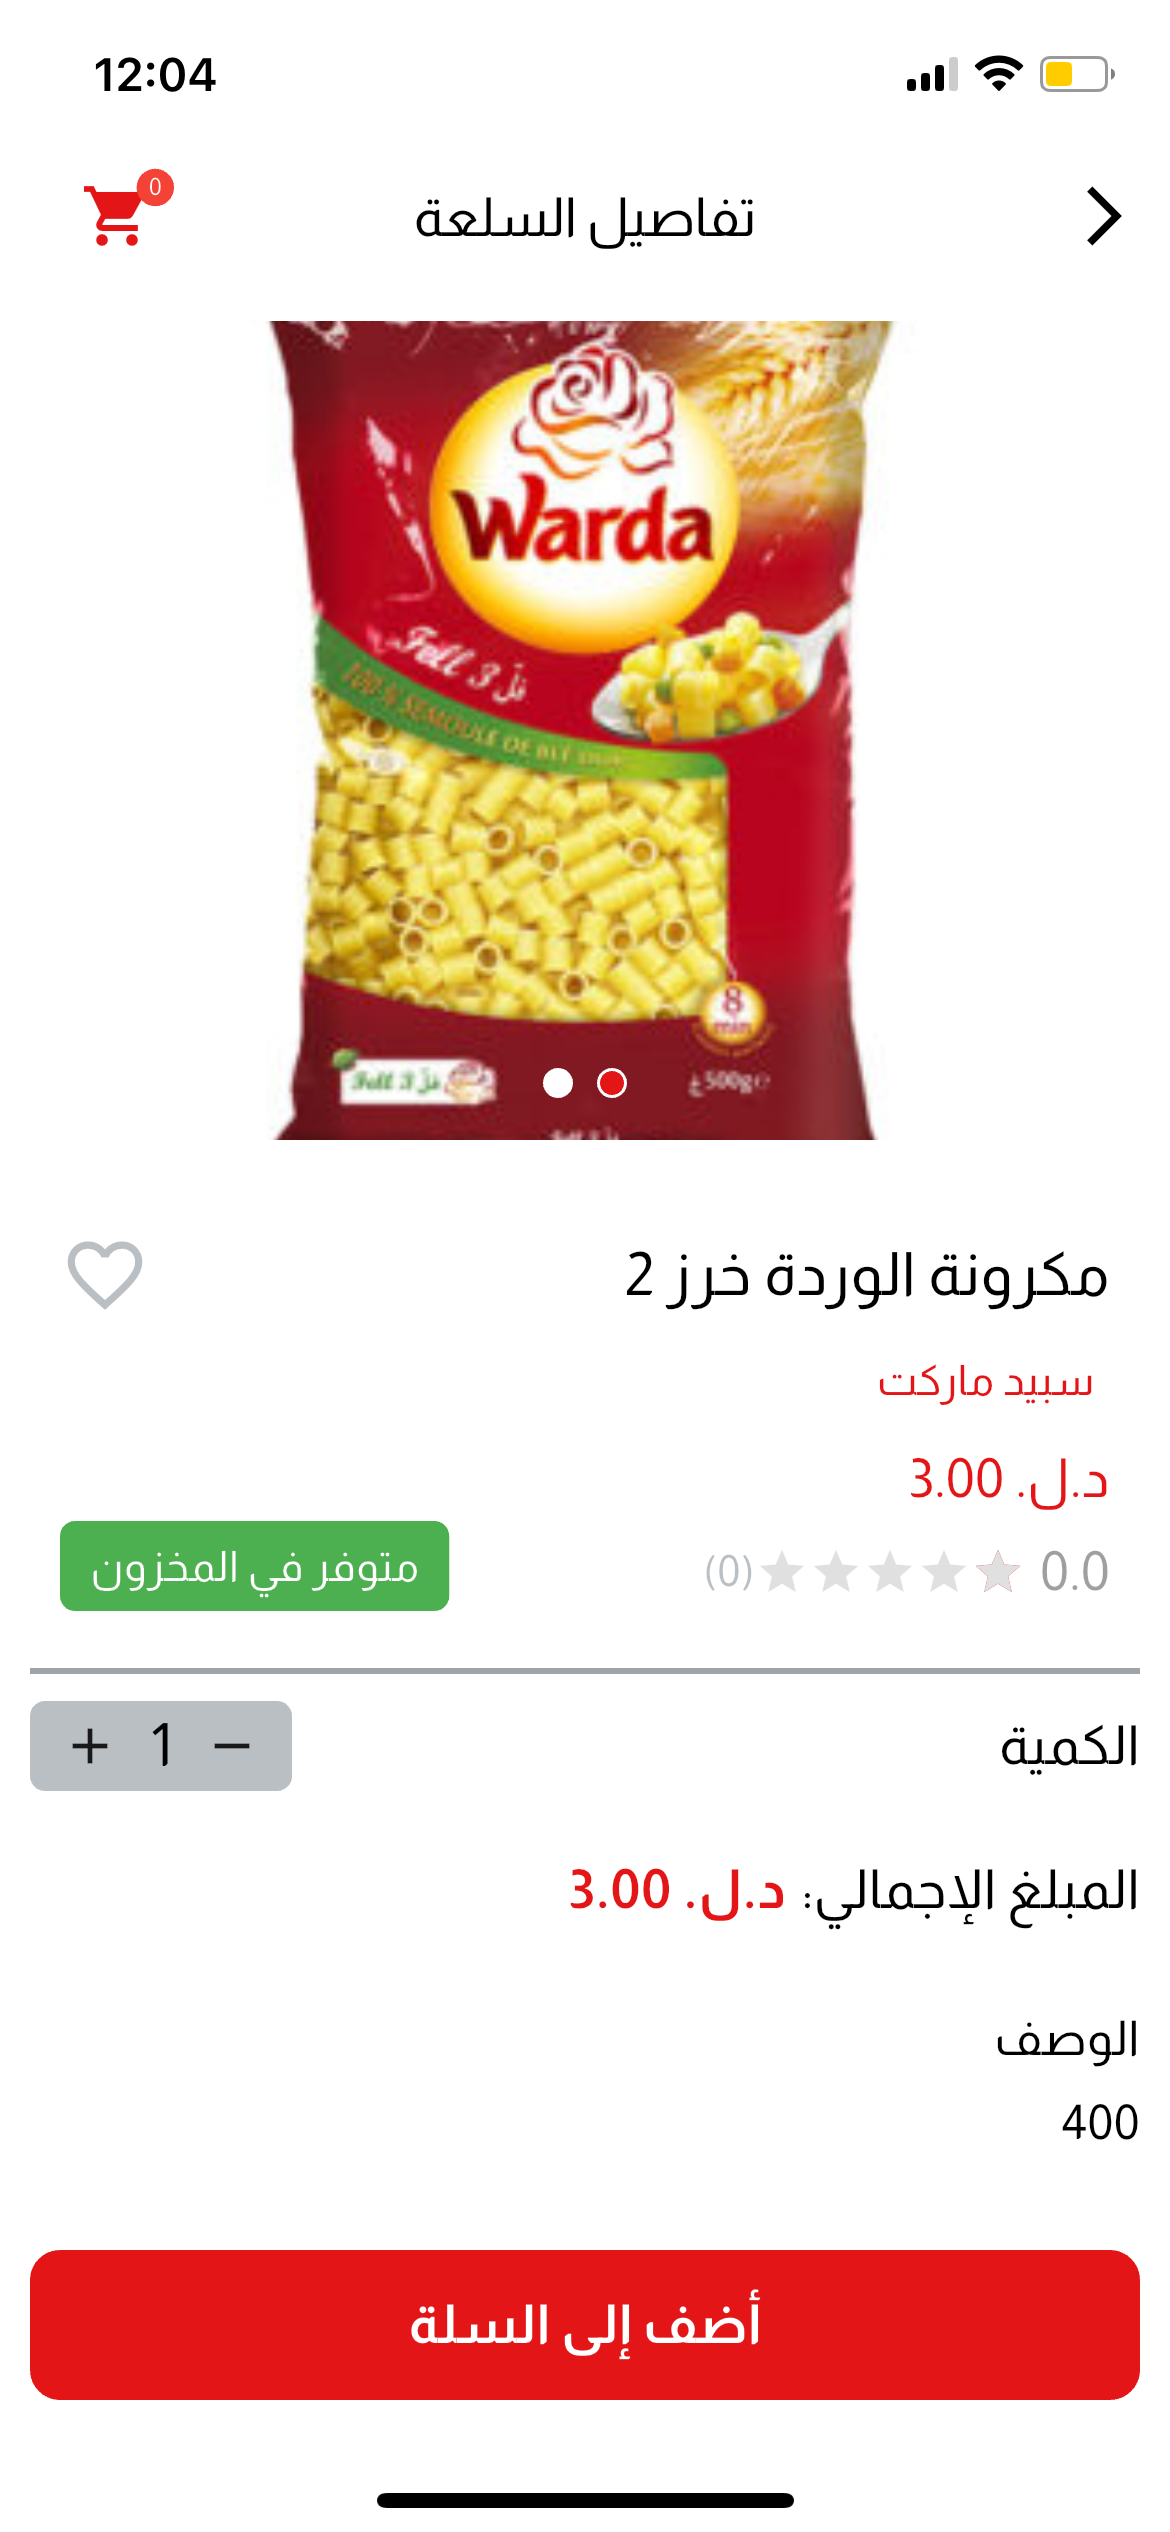 12:04
0
تفاصيل السلعة
Warda
Fell 3 فلّ
100% SEMOULE DE BLÉ
8
min
Fell 3 فلّ
500g e غ
مكرونة الوردة خرز 2
سبيد ماركت
د.ل. 3.00
0.0 (0)
متوفر في المخزون
الكمية
− 1 +
المبلغ الإجمالي: د.ل. 3.00
الوصف
400
أضف إلى السلة